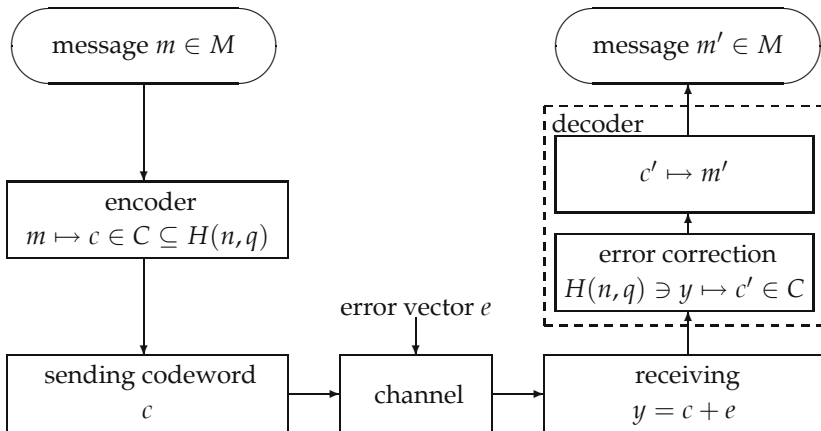 message m ∈ M
message m′ ∈ M
decoder
c′ ↦ m′
encoder
m ↦ c ∈ C ⊆ H(n, q)
error correction
H(n, q) ∋ y ↦ c′ ∈ C
error vector e
sending codeword
c
channel
receiving
y = c + e